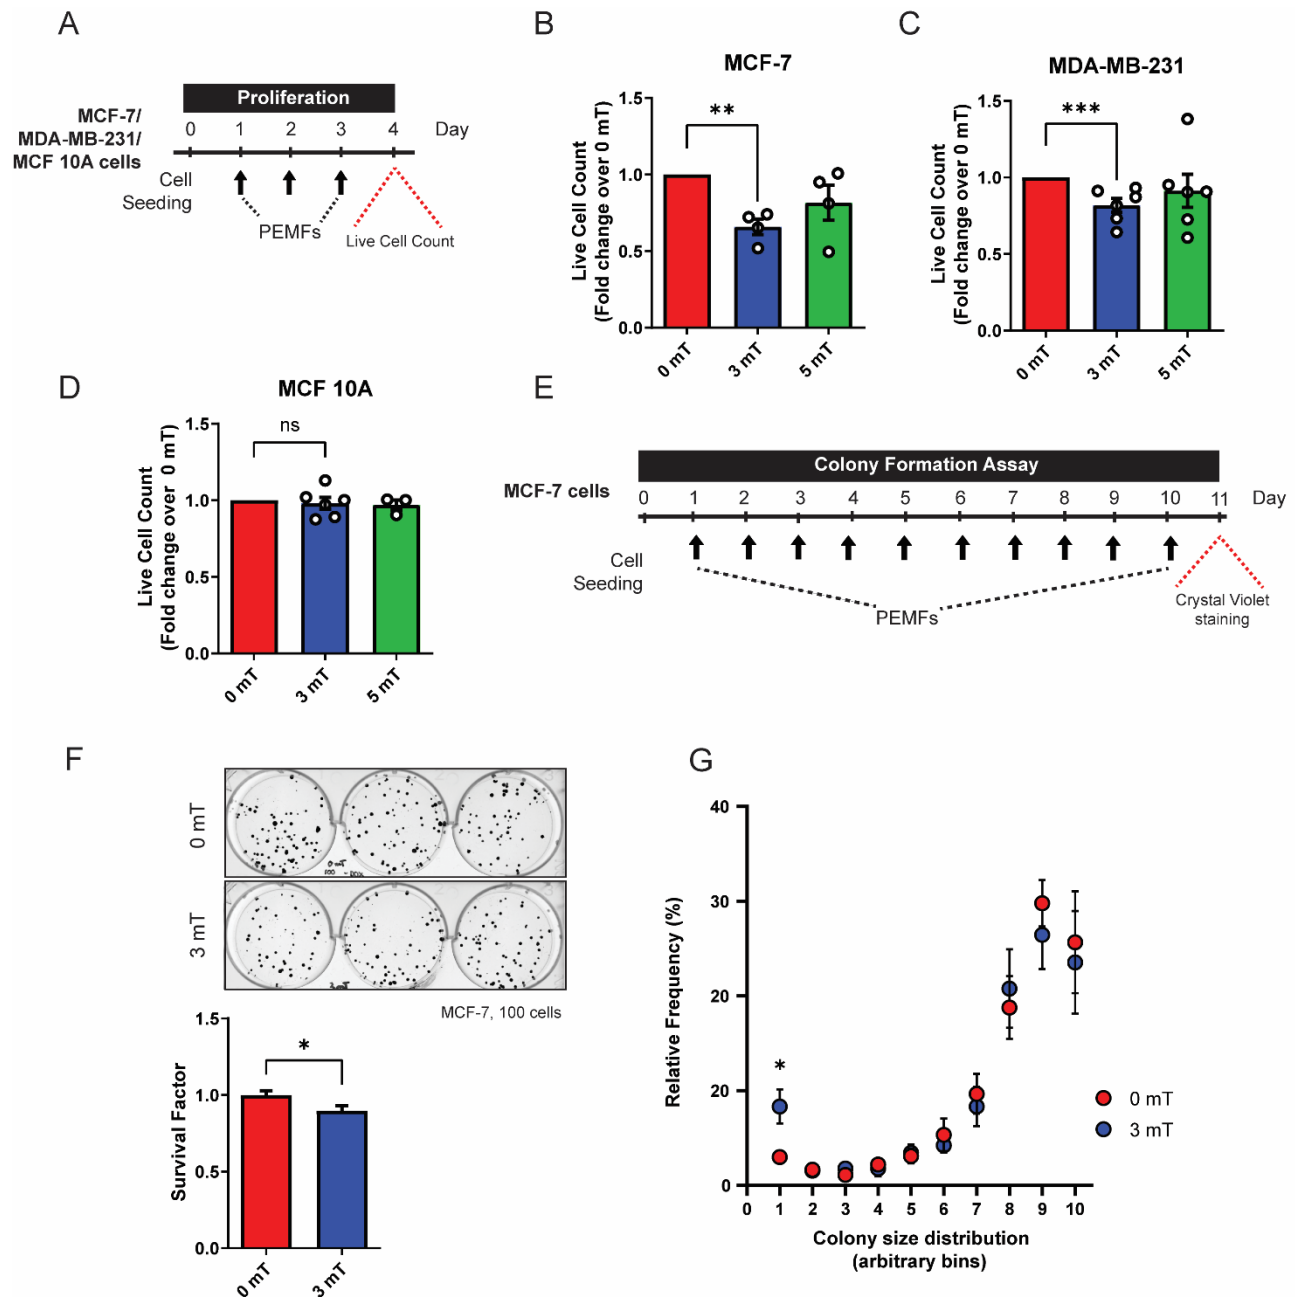 A
Proliferation
MCF-7/
MDA-MB-231/
MCF 10A cells
0 1 2 3 4 Day
Cell
Seeding
PEMFs
Live Cell Count
B
MCF-7
Live Cell Count
(Fold change over 0 mT)
1.5
1.0
0.5
0.0
**
0 mT
3 mT
5 mT
C
MDA-MB-231
Live Cell Count
(Fold change over 0 mT)
1.5
1.0
0.5
0.0
***
0 mT
3 mT
5 mT
D
MCF 10A
Live Cell Count
(Fold change over 0 mT)
1.5
1.0
0.5
0.0
ns
0 mT
3 mT
5 mT
E
Colony Formation Assay
MCF-7 cells
0 1 2 3 4 5 6 7 8 9 10 11 Day
Cell
Seeding
PEMFs
Crystal Violet
staining
F
0 mT
3 mT
MCF-7, 100 cells
Survival Factor
1.5
1.0
0.5
0.0
*
0 mT
3 mT
G
Relative Frequency (%)
40
30
20
20
0
*
0 mT
3 mT
0 1 2 3 4 5 6 7 8 9 10
Colony size distribution
(arbitrary bins)